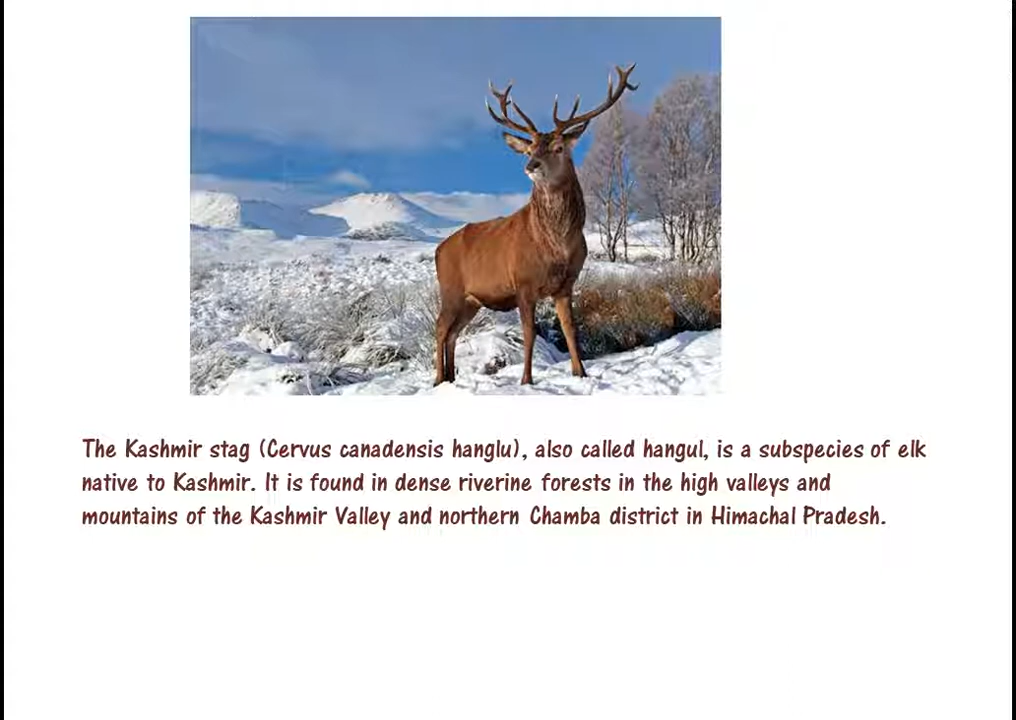 The Kashmir stag (Cervus canadensis hanglu), also called hangul, is a subspecies of elk
native to Kashmir. It is found in dense riverine forests in the high valleys and
mountains of the Kashmir Valley and northern Chamba district in Himachal Pradesh.